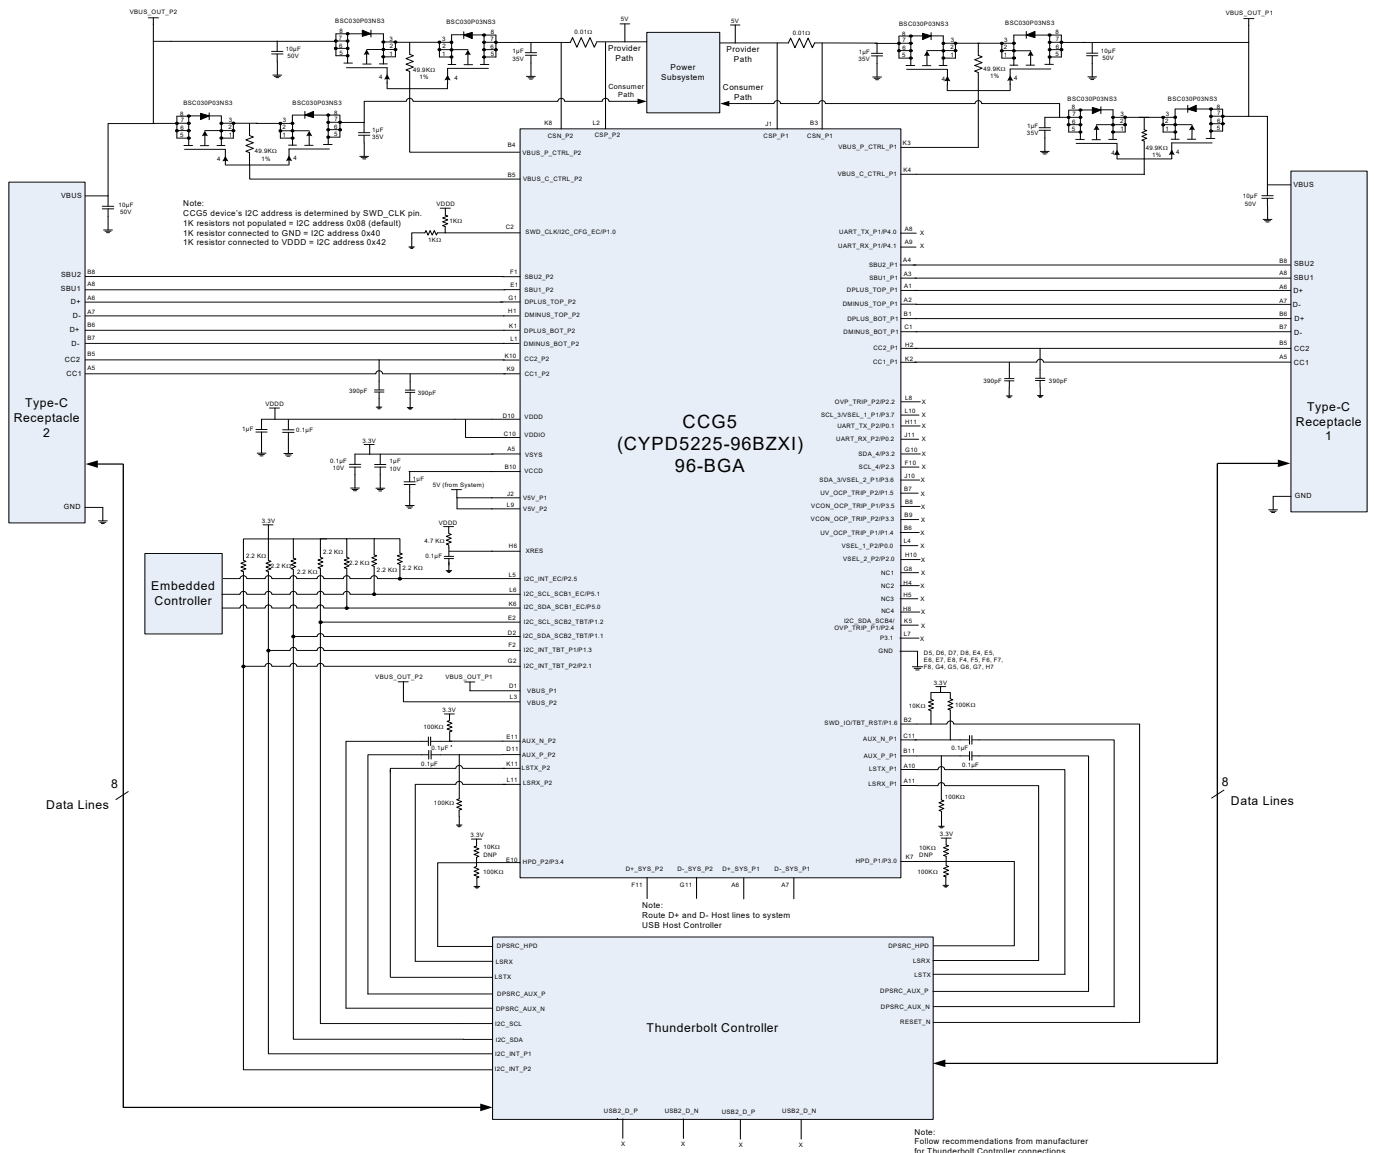 VBUS_OUT_P2
BSC030P03NS3
BSC030P03NS3
5V
5V
BSC030P03NS3
BSC030P03NS3
VBUS_OUT_P1
0.01Ω
0.01Ω
10µF
50V
49.9KΩ
1%
1µF
35V
Provider
Path
Power
Subsystem
Provider
Path
1µF
35V
49.9KΩ
1%
10µF
50V
Consumer
Path
Consumer
Path
BSC030P03NS3
BSC030P03NS3
BSC030P03NS3
BSC030P03NS3
49.9KΩ
1%
1µF
35V
1µF
35V
49.9KΩ
1%
K8
L2
J1
B3
CSN_P2
CSP_P2
CSP_P1
CSN_P1
B4
VBUS_P_CTRL_P2
VBUS_P_CTRL_P1
K3
B5
VBUS_C_CTRL_P2
VBUS_C_CTRL_P1
K4
VBUS
10µF
50V
10µF
50V
VBUS
Note:
CCG5 device's I2C address is determined by SWD_CLK pin.
1K resistors not populated = I2C address 0x08 (default)
1K resistor connected to GND = I2C address 0x40
1K resistor connected to VDDD = I2C address 0x42
VDDD
1KΩ
1KΩ
C2
SWD_CLK/I2C_CFG_EC/P1.0
UART_TX_P1/P4.0
A8
X
UART_RX_P1/P4.1
A9
X
SBU2
B8
F1
SBU2_P2
SBU2_P1
A4
B8
SBU2
SBU1
A8
E1
SBU1_P2
SBU1_P1
A3
A8
SBU1
D+
A6
G1
DPLUS_TOP_P2
DPLUS_TOP_P1
A1
A6
D+
D-
A7
H1
DMINUS_TOP_P2
DMINUS_TOP_P1
A2
A7
D-
D+
B6
K1
DPLUS_BOT_P2
DPLUS_BOT_P1
B1
B6
D+
D-
B7
L1
DMINUS_BOT_P2
DMINUS_BOT_P1
C1
B7
D-
CC2
B5
K10
CC2_P2
CC2_P1
H2
B5
CC2
CC1
A5
K9
CC1_P2
CC1_P1
K2
A5
CC1
390pF
390pF
390pF
390pF
Type-C
Receptacle
2
Type-C
Receptacle
1
CCG5
(CYPD5225-96BZXI)
96-BGA
VDDD
1µF
0.1µF
D10
VDDD
C10
VDDIO
3.3V
A5
VSYS
0.1µF
10V
1µF
10V
B10
VCCD
1µF
5V (from System)
J2
V5V_P1
L9
V5V_P2
GND
GND
OVP_TRIP_P2/P2.2
L8
X
SCL_3/VSEL_1_P1/P3.7
L10
X
UART_TX_P2/P0.1
H11
X
UART_RX_P2/P0.2
J11
X
SDA_4/P3.2
G10
X
SCL_4/P2.3
F10
X
SDA_3/VSEL_2_P1/P3.6
J10
X
UV_OCP_TRIP_P2/P1.5
B7
X
VCON_OCP_TRIP_P1/P3.5
B8
X
VCON_OCP_TRIP_P2/P3.3
B9
X
UV_OCP_TRIP_P1/P1.4
B6
X
VSEL_1_P2/P0.0
L4
X
VSEL_2_P2/P2.0
H10
X
NC1
G8
X
NC2
H4
X
NC3
H5
X
NC4
H8
X
I2C_SDA_SCB4/
OVP_TRIP_P1/P2.4
K5
X
P3.1
L7
X
GND
D5, D6, D7, D8, E4, E5,
E6, E7, E8, F4, F5, F6, F7,
F8, G4, G5, G6, G7, H7
VDDD
4.7 KΩ
0.1µF
H6
XRES
3.3V
2.2 KΩ
2.2 KΩ
2.2 KΩ
2.2 KΩ
2.2 KΩ
2.2 KΩ
2.2 KΩ
Embedded
Controller
L5
I2C_INT_EC/P2.5
L6
I2C_SCL_SCB1_EC/P5.1
K6
I2C_SDA_SCB1_EC/P5.0
E2
I2C_SCL_SCB2_TBT/P1.2
D2
I2C_SDA_SCB2_TBT/P1.1
F2
I2C_INT_TBT_P1/P1.3
G2
I2C_INT_TBT_P2/P2.1
VBUS_OUT_P2
VBUS_OUT_P1
D1
VBUS_P1
L3
VBUS_P2
3.3V
100KΩ
0.1µF
0.1µF
100KΩ
E11
AUX_N_P2
D11
AUX_P_P2
K11
LSTX_P2
L11
LSRX_P2
3.3V
10KΩ
100KΩ
SWD_IO/TBT_RST/P1.6
B2
AUX_N_P1
C11
AUX_P_P1
B11
LSTX_P1
A10
LSRX_P1
A11
0.1µF
0.1µF
100KΩ
8
Data Lines
8
Data Lines
3.3V
10KΩ
DNP
100KΩ
E10
HPD_P2/P3.4
HPD_P1/P3.0
K7
3.3V
10KΩ
DNP
100KΩ
D+_SYS_P2
D-_SYS_P2
D+_SYS_P1
D-_SYS_P1
F11
G11
A6
A7
Note:
Route D+ and D- Host lines to system
USB Host Controller
DPSRC_HPD
LSRX
LSTX
DPSRC_AUX_P
DPSRC_AUX_N
I2C_SCL
I2C_SDA
I2C_INT_P1
I2C_INT_P2
Thunderbolt Controller
DPSRC_HPD
LSRX
LSTX
DPSRC_AUX_P
DPSRC_AUX_N
RESET_N
USB2_D_P
USB2_D_N
USB2_D_P
USB2_D_N
X
X
X
X
Note:
Follow recommendations from manufacturer
for Thunderbolt Controller connections